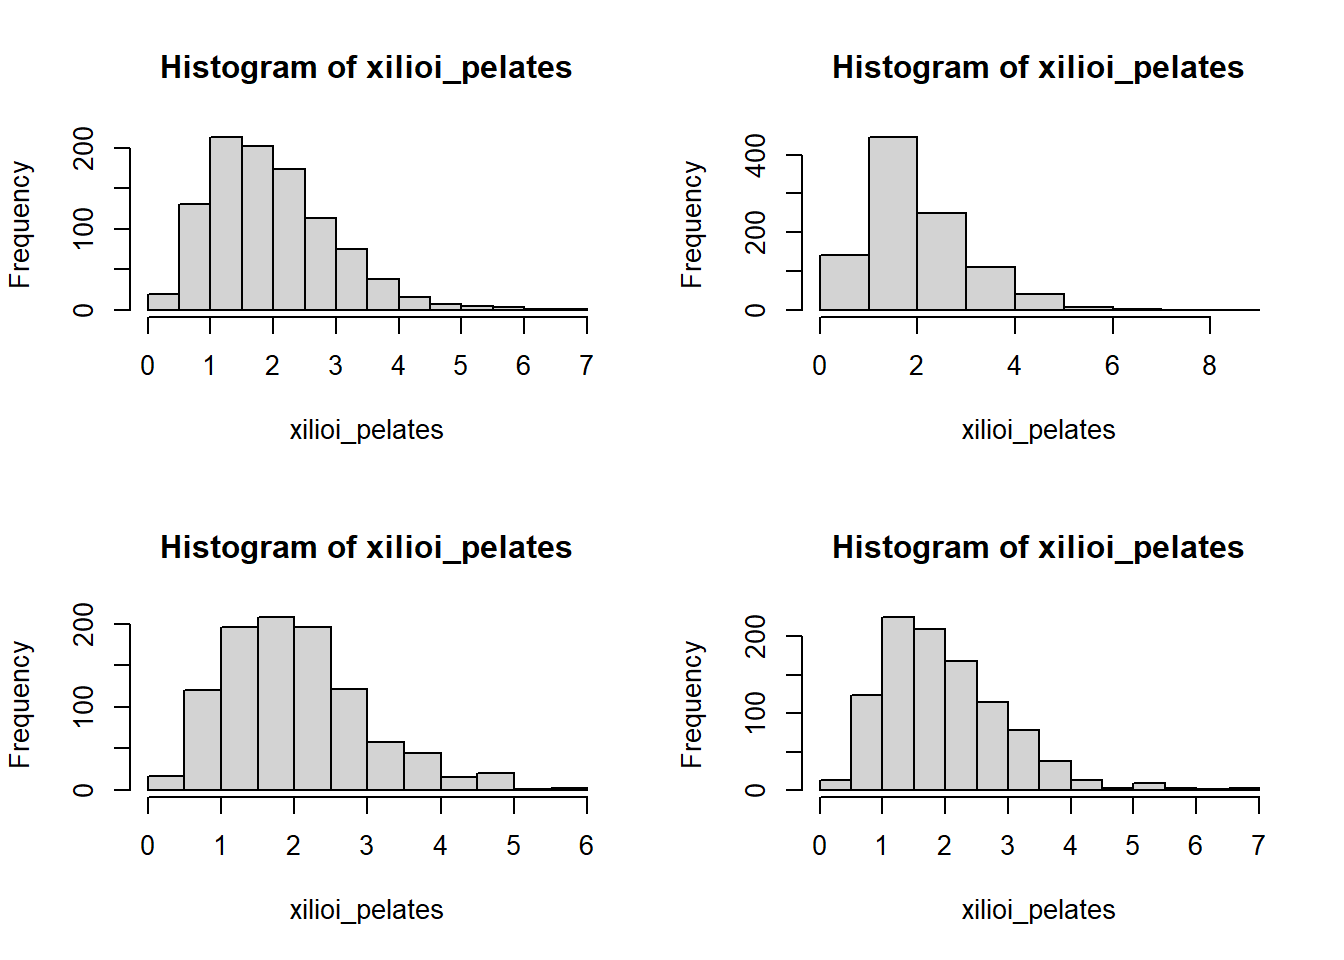 Histogram of xilioi_pelates
Frequency
0 100 200
0 1 2 3 4 5 6 7
xilioi_pelates
Histogram of xilioi_pelates
Frequency
0 200 400
0 2 4 6 8
xilioi_pelates
Histogram of xilioi_pelates
Frequency
0 100 200
0 1 2 3 4 5 6
xilioi_pelates
Histogram of xilioi_pelates
Frequency
0 100 200
0 1 2 3 4 5 6 7
xilioi_pelates